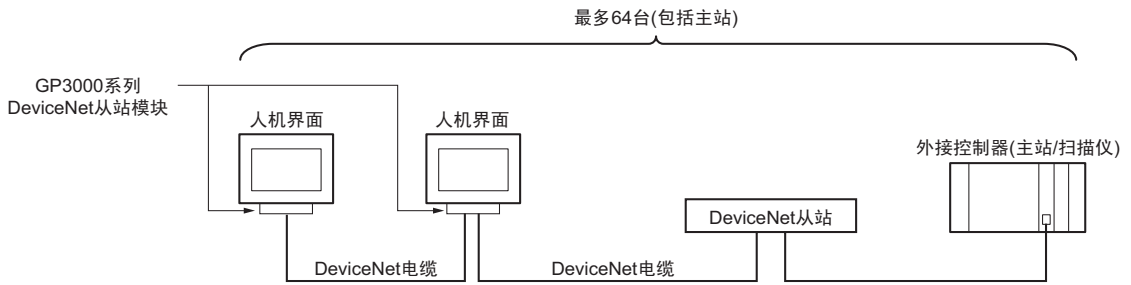 最多64台(包括主站)
GP3000系列
DeviceNet从站模块
人机界面
人机界面
外接控制器(主站/扫描仪)
DeviceNet从站
DeviceNet电缆
DeviceNet电缆